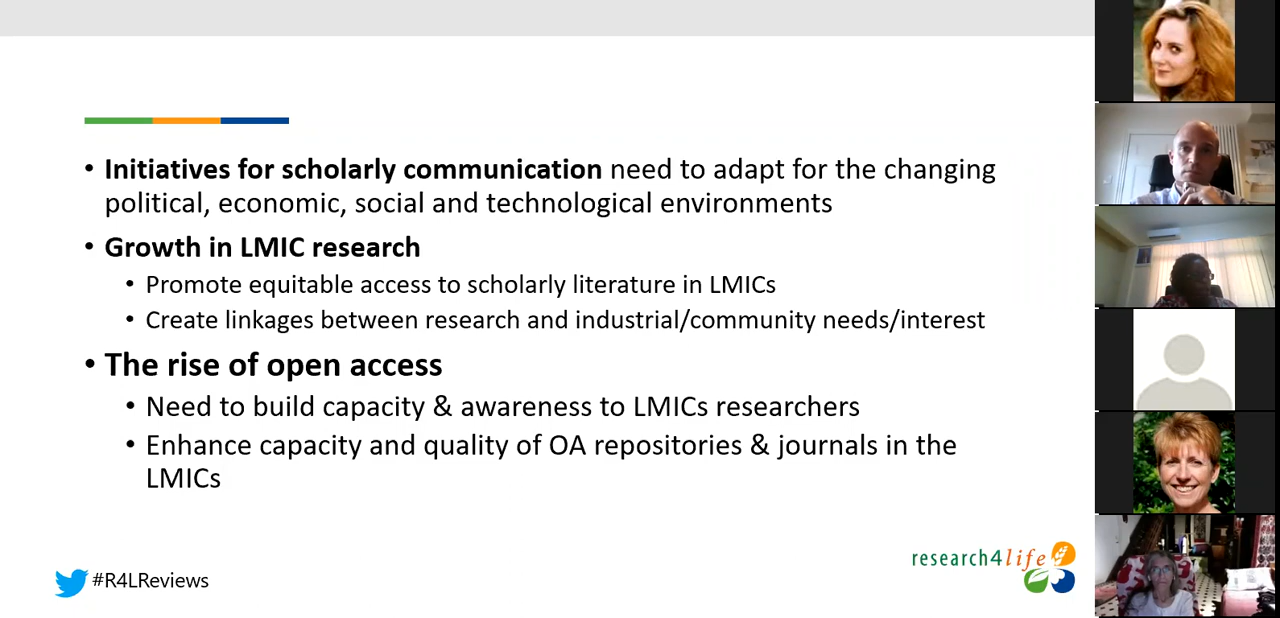 • Initiatives for scholarly communication need to adapt for the changing
political, economic, social and technological environments
• Growth in LMIC research
• Promote equitable access to scholarly literature in LMICs
• Create linkages between research and industrial/community needs/interest
• The rise of open access
• Need to build capacity & awareness to LMICs researchers
• Enhance capacity and quality of OA repositories & journals in the
LMICs
research4life
#R4LReviews